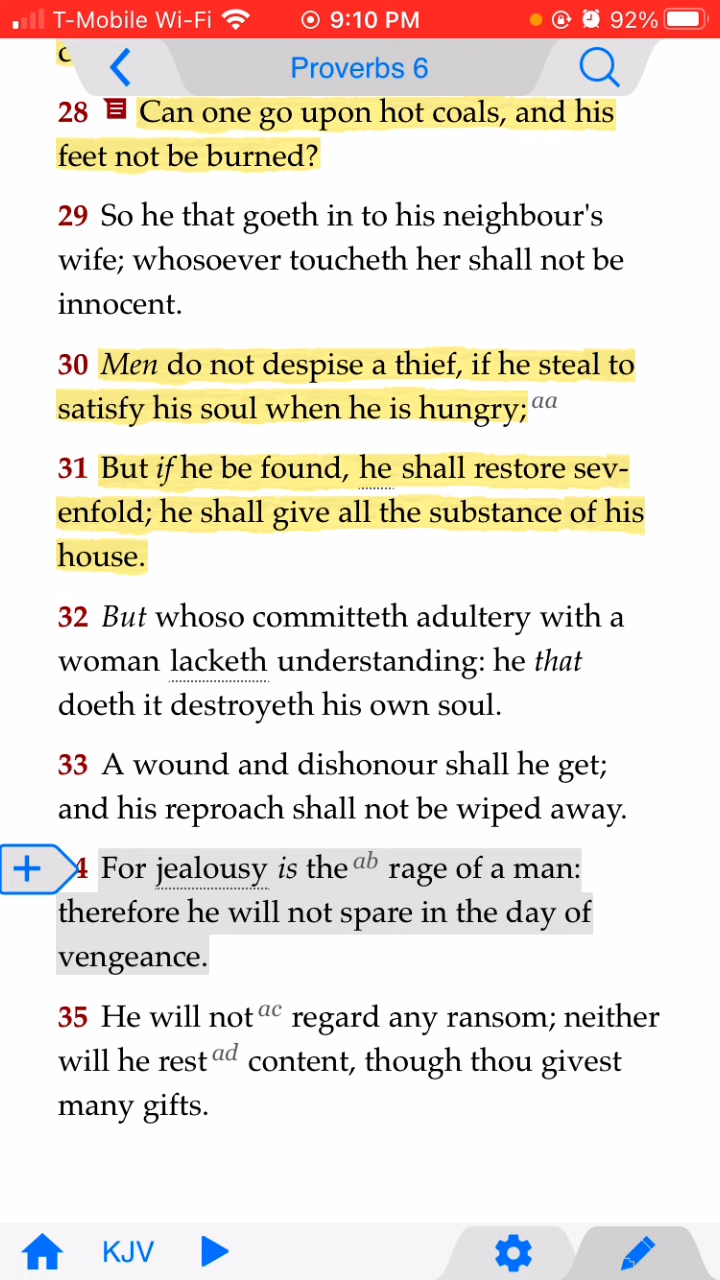 T-Mobile Wi-Fi 9:10 PM 92%
Proverbs 6
28 Can one go upon hot coals, and his
feet not be burned?
29 So he that goeth in to his neighbour's
wife; whosoever toucheth her shall not be
innocent.
30 Men do not despise a thief, if he steal to
satisfy his soul when he is hungry; aa
31 But if he be found, he shall restore sev-
enfold; he shall give all the substance of his
house.
32 But whoso committeth adultery with a
woman lacketh understanding: he that
doeth it destroyeth his own soul.
33 A wound and dishonour shall he get;
and his reproach shall not be wiped away.
4 For jealousy is the ab rage of a man:
therefore he will not spare in the day of
vengeance.
35 He will not ac regard any ransom; neither
will he rest ad content, though thou givest
many gifts.
KJV